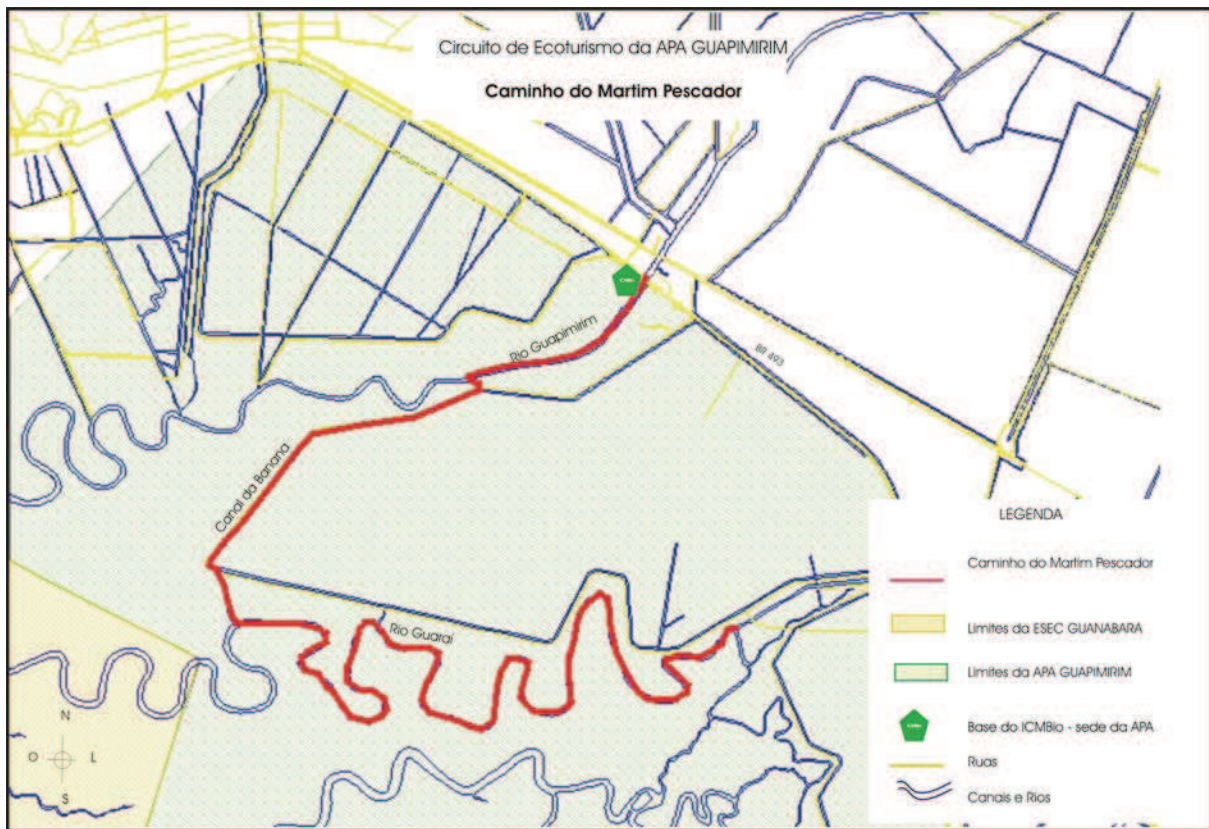 Circuito de Ecoturismo da APA GUAPIMIRIM
Caminho do Martim Pescador
Rio Guapimirim
BR 493
Canal da Banana
Rio Guaraí
N
O
L
S
LEGENDA
Caminho do Martim Pescador
Limites da ESEC GUANABARA
Limites da APA GUAPIMIRIM
Base do ICMBio - sede da APA
Ruas
Canais e Rios